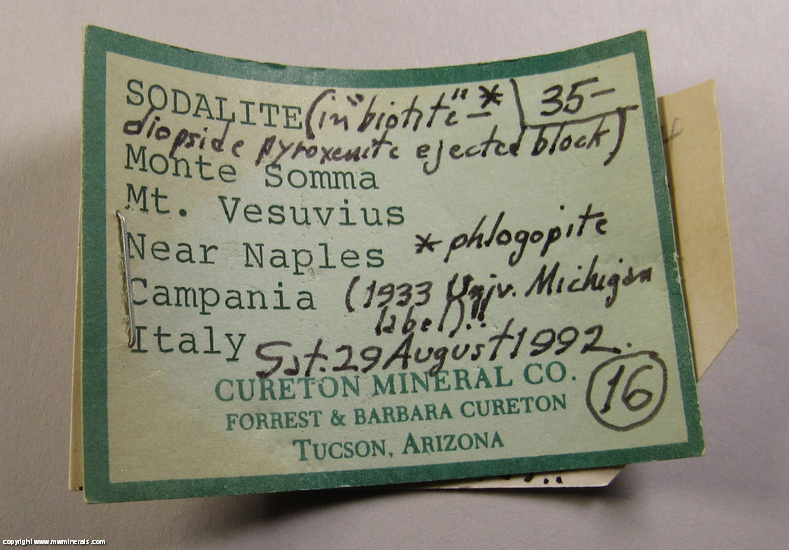 SODALITE (in "biotite"-*) 35-
diopside pyroxenite ejected block)
Monte Somma
Mt. Vesuvius
Near Naples * phlogopite
Campania (1933 Univ. Michigan
label)!!
Italy Sat. 29 August 1992.
CURETON MINERAL CO.
FORREST & BARBARA CURETON
TUCSON, ARIZONA
16
copyright www.mwminerals.com